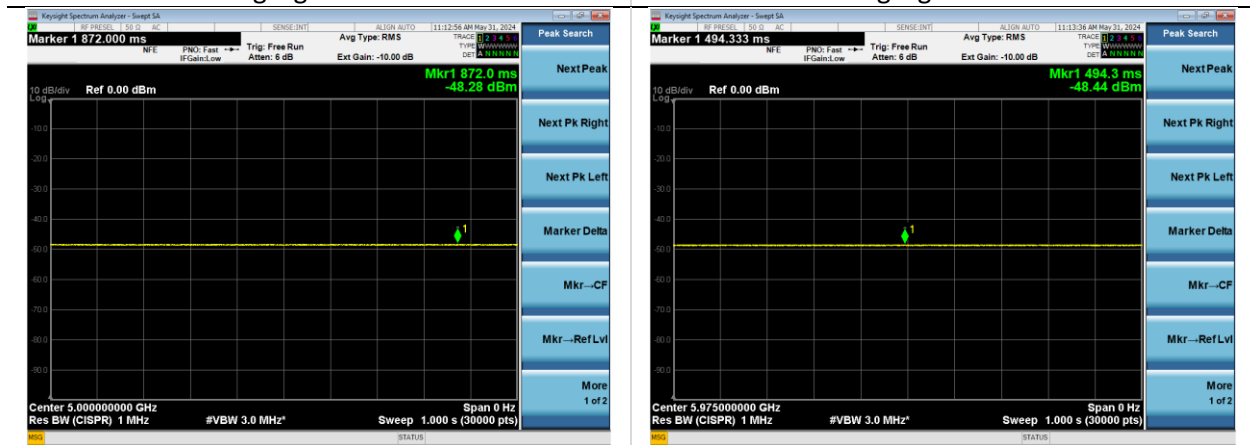 Keysight Spectrum Analyzer - Swept SA
RF PRESEL 50 Ω AC SENSE:INT ALIGN AUTO 11:12:56 AM May 31, 2024
Marker 1 872.000 ms
Avg Type: RMS
TRACE 1 2 3 4 5 6
NFE
PNO: Fast
Trig: Free Run
TYPE WWWWWW
IFGain:Low
Atten: 6 dB
Ext Gain: -10.00 dB
DET A N N N N N
Peak Search
Mkr1 872.0 ms
-48.28 dBm
10 dB/div Ref 0.00 dBm
Log
-10.0
-20.0
-30.0
-40.0
-50.0
-60.0
-70.0
-80.0
-90.0
1
Center 5.000000000 GHz
Span 0 Hz
Res BW (CISPR) 1 MHz
#VBW 3.0 MHz*
Sweep 1.000 s (30000 pts)
MSG
STATUS
Next Peak
Next Pk Right
Next Pk Left
Marker Delta
Mkr→CF
Mkr→Ref Lvl
More
1 of 2
Keysight Spectrum Analyzer - Swept SA
RF PRESEL 50 Ω AC SENSE:INT ALIGN AUTO 11:13:36 AM May 31, 2024
Marker 1 494.333 ms
Avg Type: RMS
TRACE 1 2 3 4 5 6
NFE
PNO: Fast
Trig: Free Run
TYPE WWWWWW
IFGain:Low
Atten: 6 dB
Ext Gain: -10.00 dB
DET A N N N N N
Peak Search
Mkr1 494.3 ms
-48.44 dBm
10 dB/div Ref 0.00 dBm
Log
-10.0
-20.0
-30.0
-40.0
-50.0
-60.0
-70.0
-80.0
-90.0
1
Center 5.975000000 GHz
Span 0 Hz
Res BW (CISPR) 1 MHz
#VBW 3.0 MHz*
Sweep 1.000 s (30000 pts)
MSG
STATUS
Next Peak
Next Pk Right
Next Pk Left
Marker Delta
Mkr→CF
Mkr→Ref Lvl
More
1 of 2